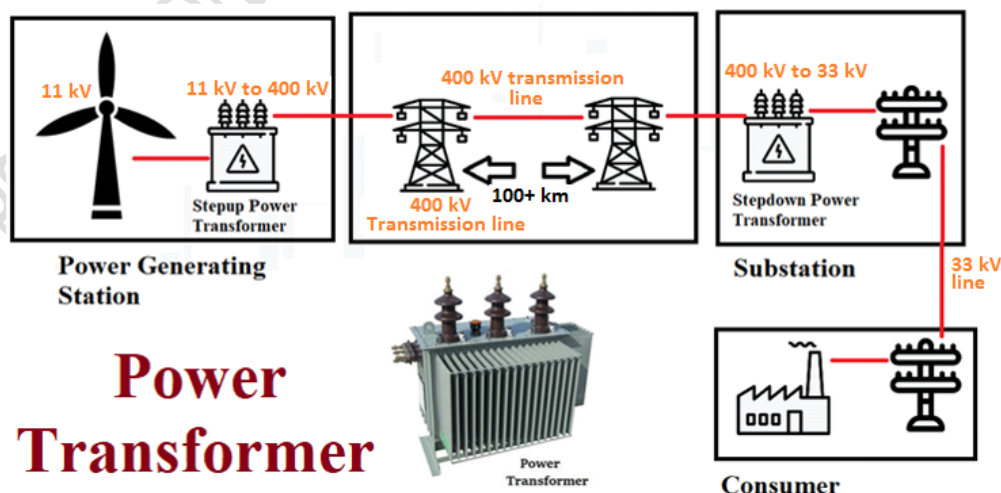 11 kV
11 kV to 400 kV
Stepup Power
Transformer
Power Generating
Station
400 kV transmission
line
100+ km
400 kV
Transmission line
400 kV to 33 kV
Stepdown Power
Transformer
Substation
33 kV
line
Power
Transformer
Power
Transformer
Consumer